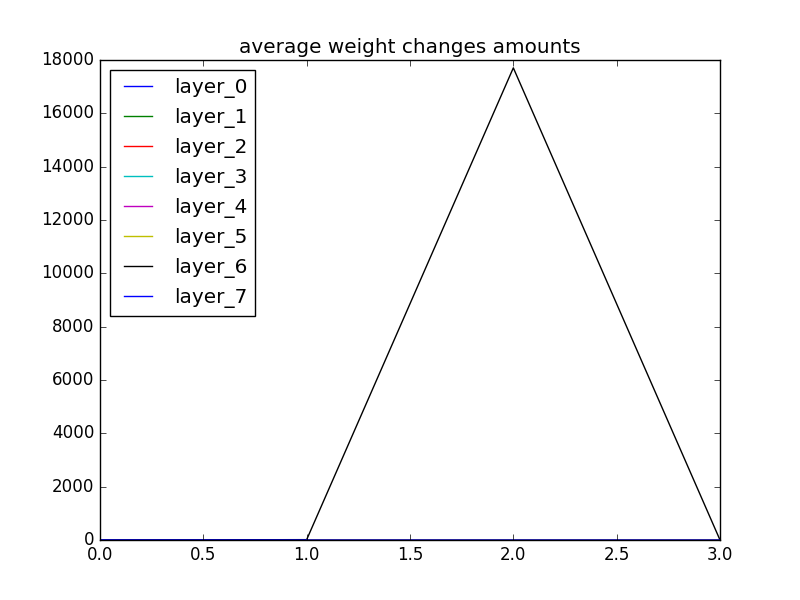 average weight changes amounts
18000
16000
14000
12000
10000
8000
6000
4000
2000
0
layer_0
layer_1
layer_2
layer_3
layer_4
layer_5
layer_6
layer_7
0.0 0.5 1.0 1.5 2.0 2.5 3.0